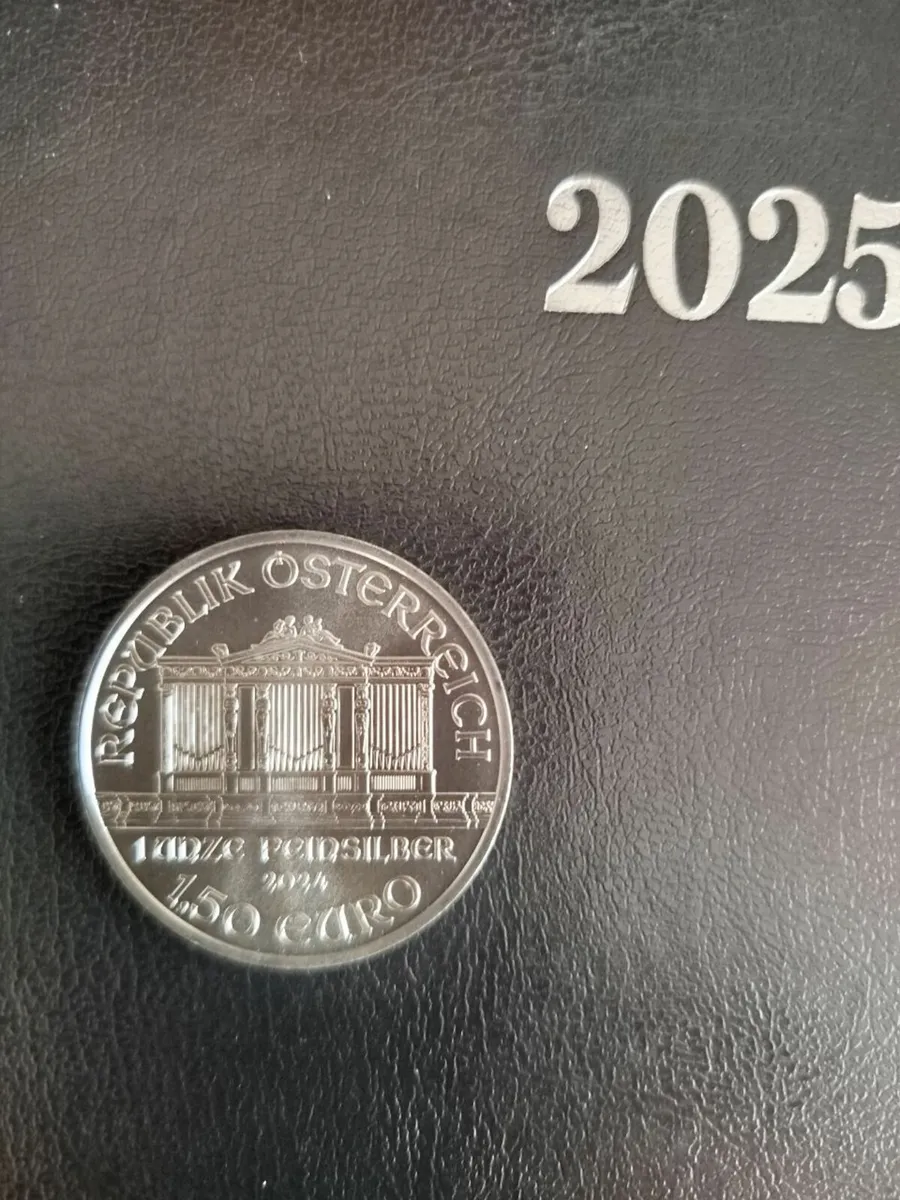 2025
REPUBLIK ÖSTERREICH
1 UNZE FEINSILBER
2024
1,50 EURO